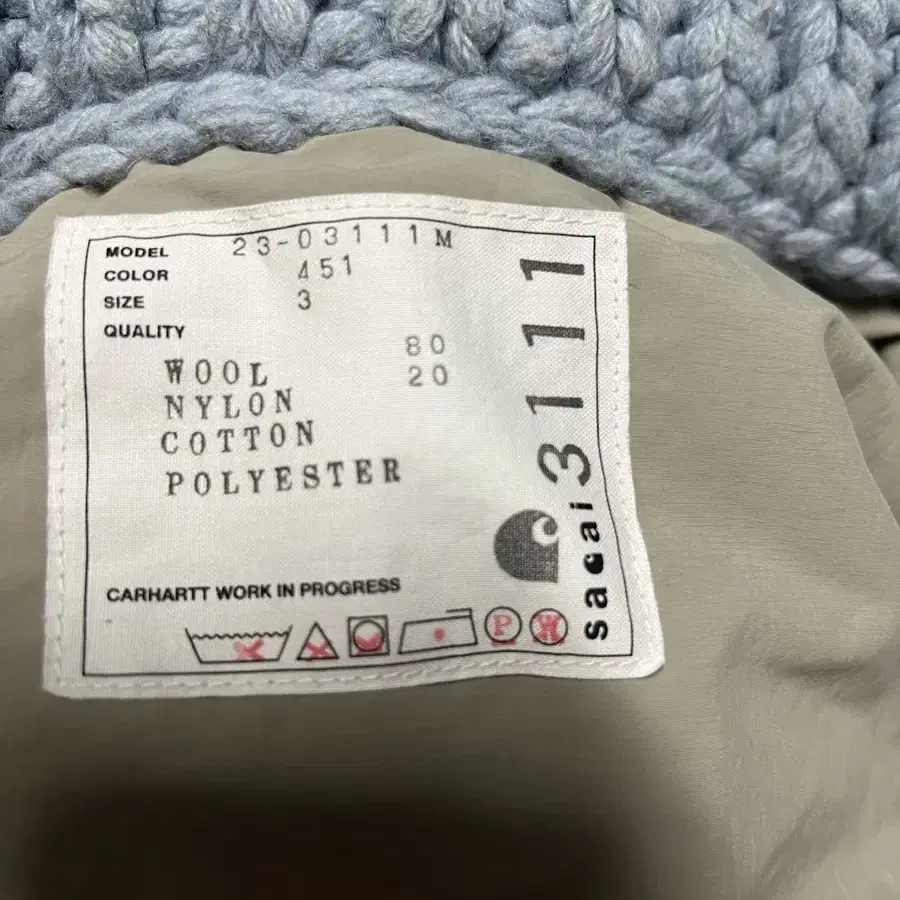 MODEL 23-03111M
COLOR 451
SIZE 3
QUALITY
WOOL 80
NYLON 20
COTTON
POLYESTER
CARHARTT WORK IN PROGRESS
P
W
sacai 3111